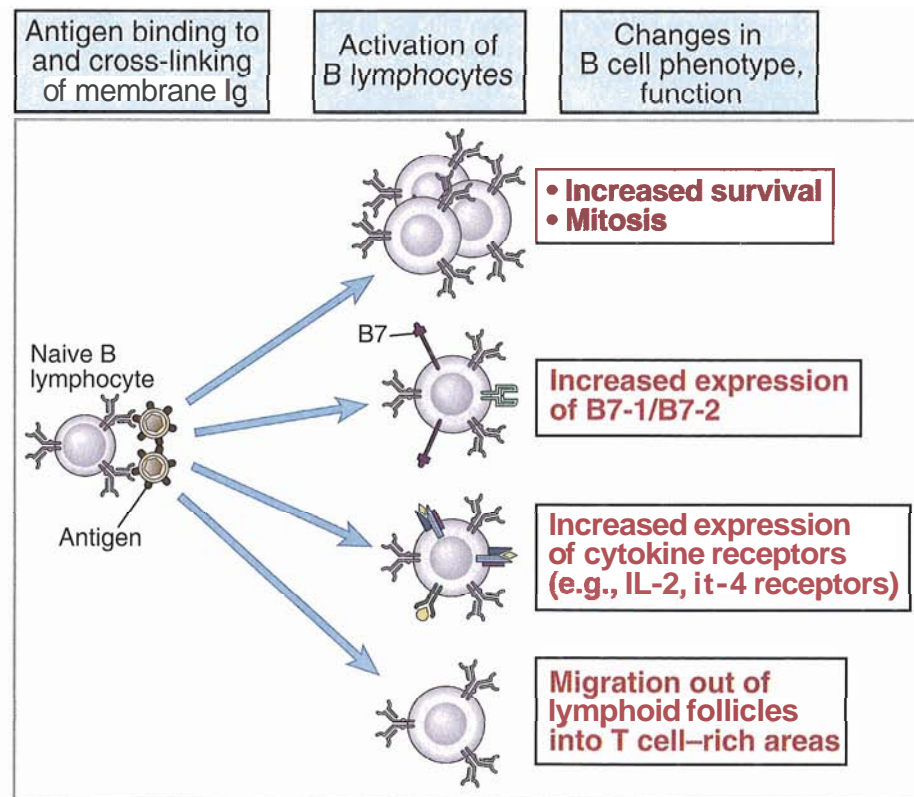 Antigen binding to
and cross-linking
of membrane Ig
Activation of
B lymphocytes
Changes in
B cell phenotype,
function
• Increased survival
• Mitosis
B7
Naive B
lymphocyte
Increased expression
of B7-1/B7-2
Antigen
Increased expression
of cytokine receptors
(e.g., IL-2, it-4 receptors)
Migration out of
lymphoid follicles
into T cell–rich areas